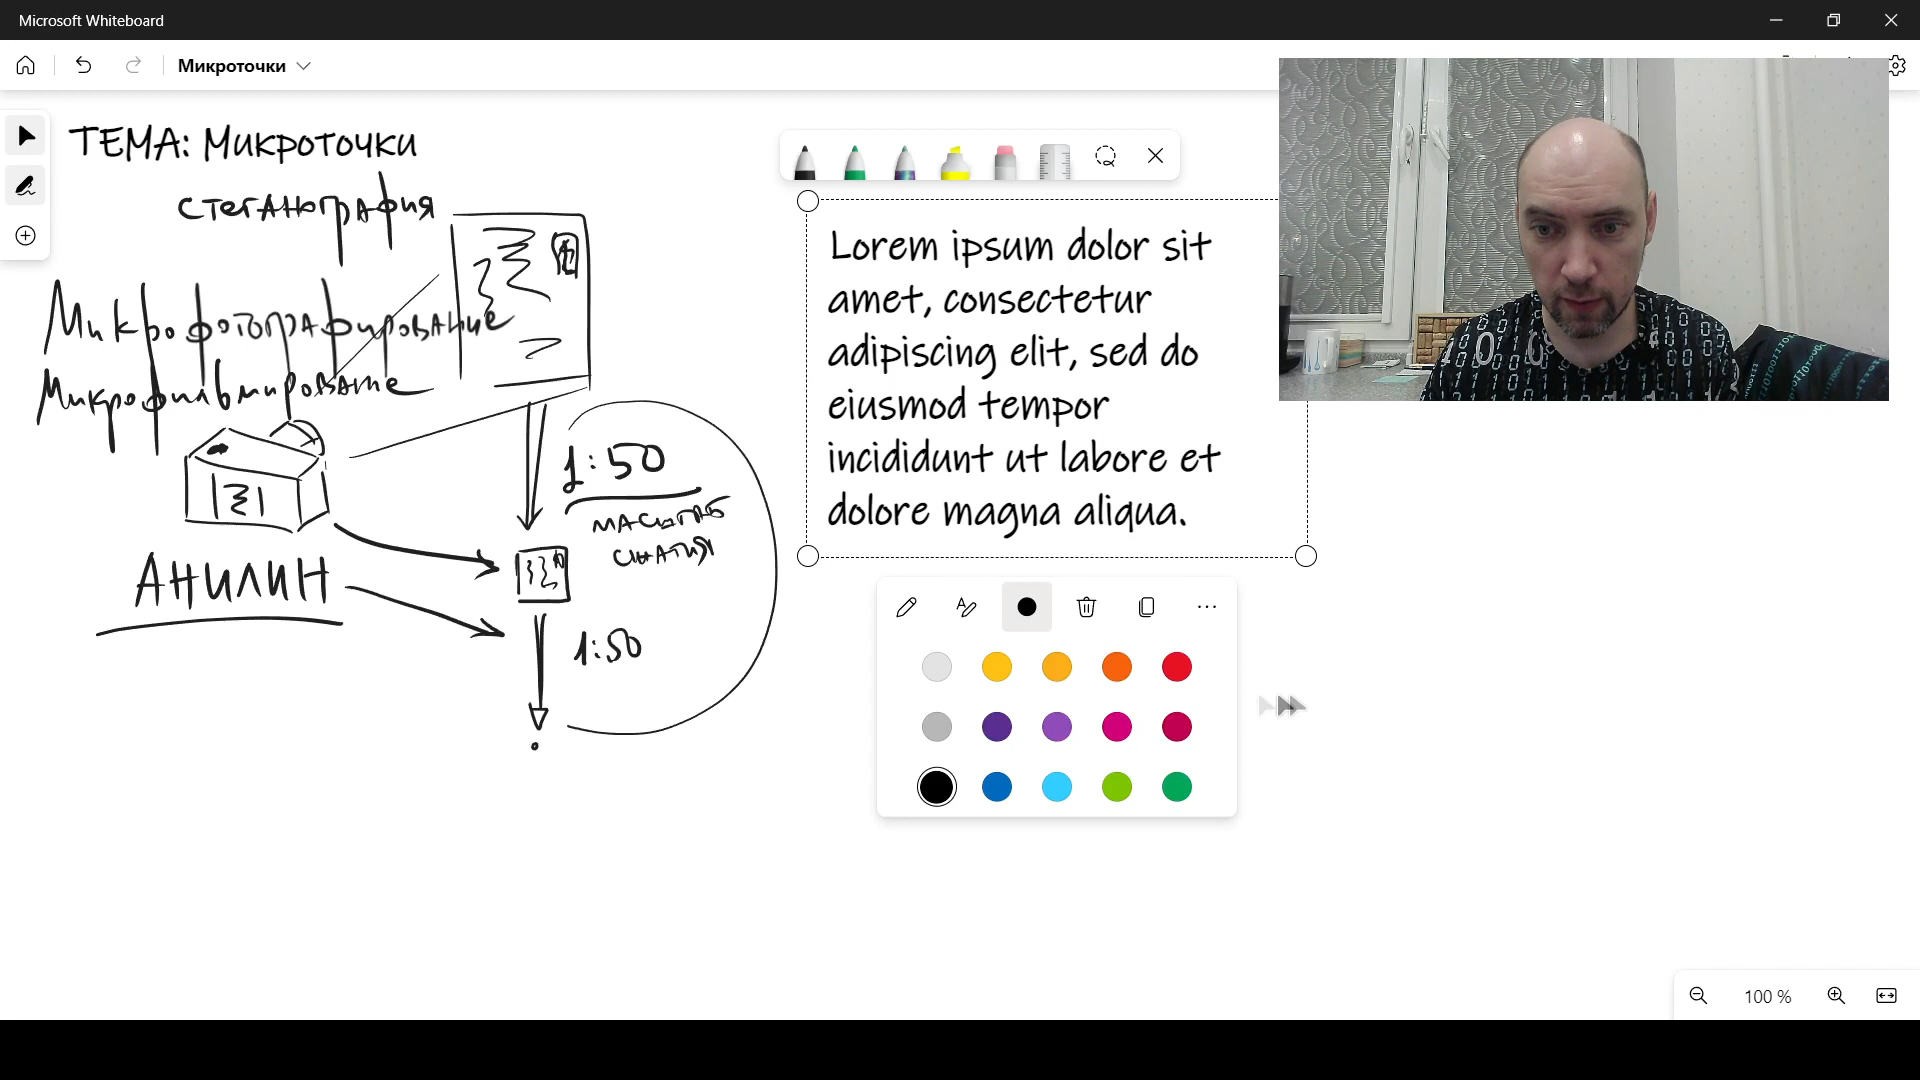 Microsoft Whiteboard
Микроточки
ТЕМА: Микроточки
стеганография
Микрофотографирование
Микрофильмирование
1:50
масштаб
снатия
АНИЛИН
1:50
Lorem ipsum dolor sit
amet, consectetur
adipiscing elit, sed do
eiusmod tempor
incididunt ut labore et
dolore magna aliqua.
100 %